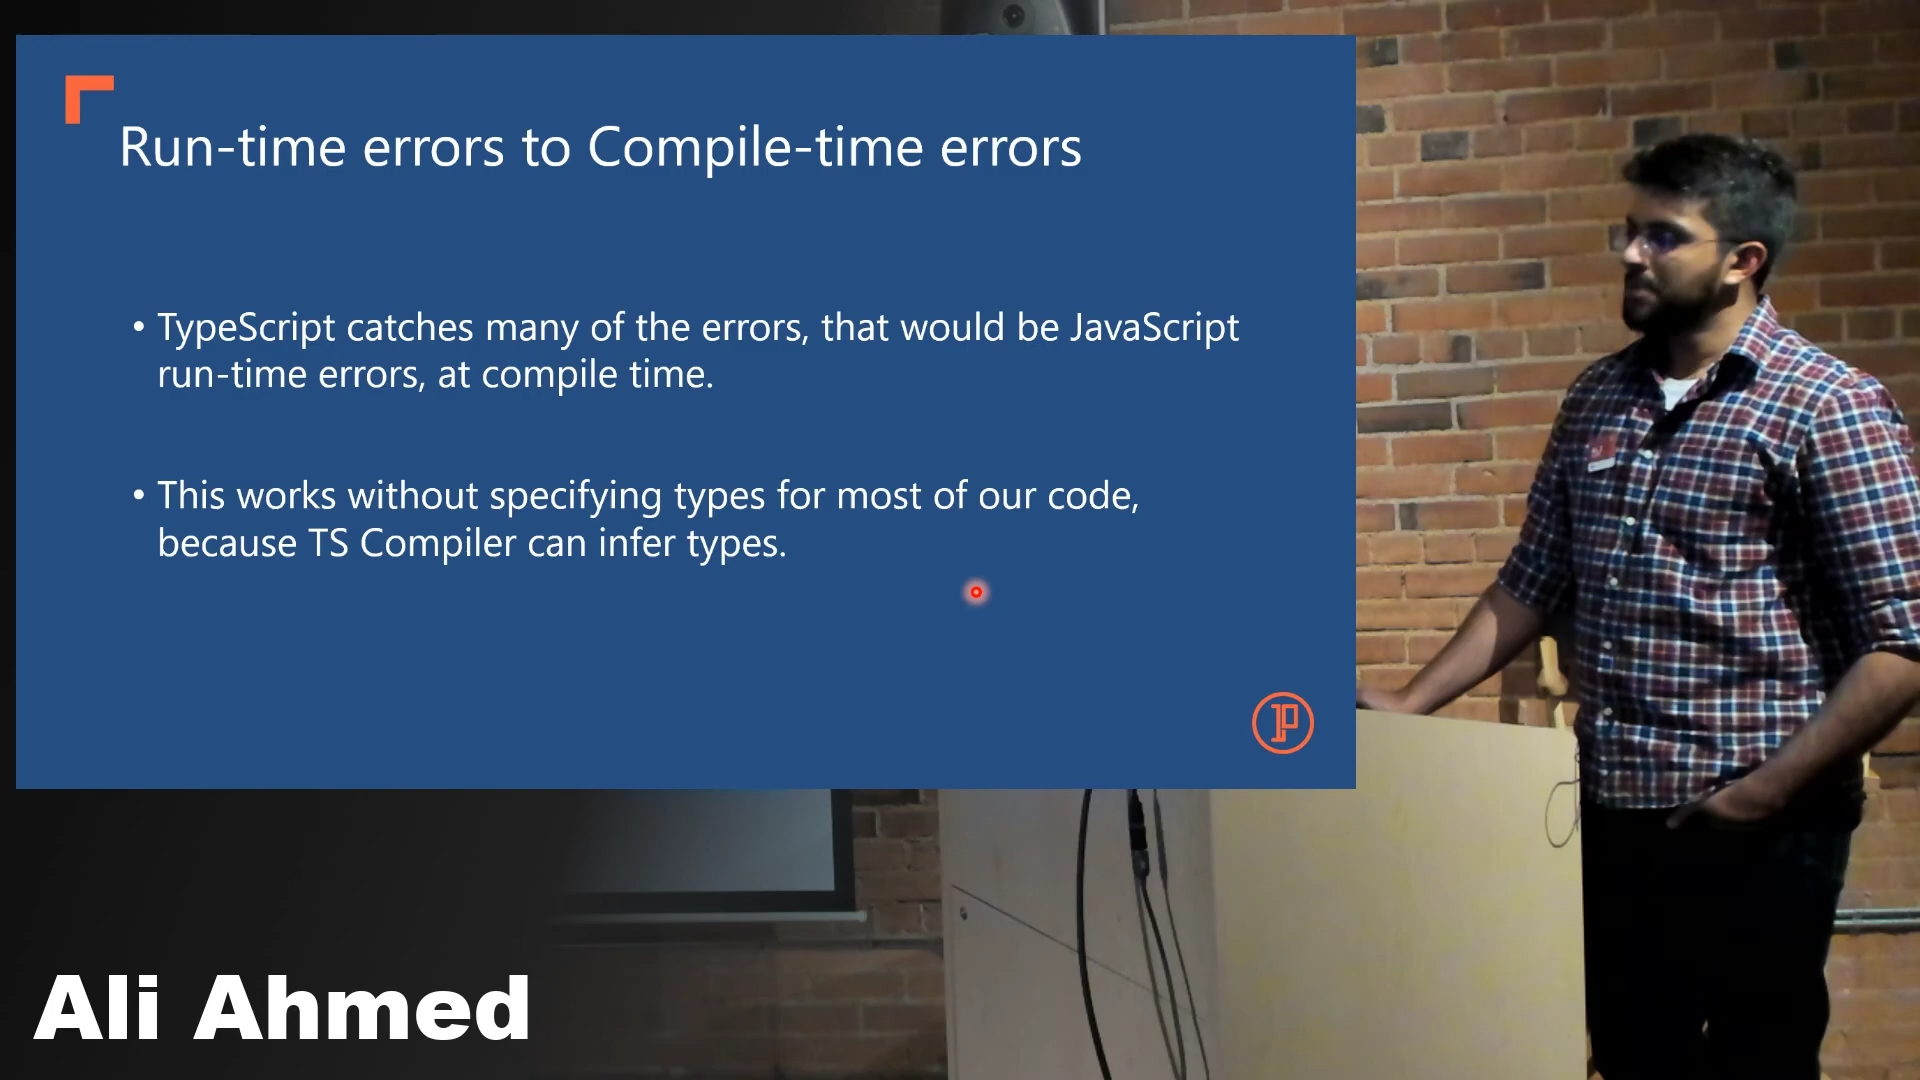 Run-time errors to Compile-time errors
• TypeScript catches many of the errors, that would be JavaScript
run-time errors, at compile time.
• This works without specifying types for most of our code,
because TS Compiler can infer types.
Ali Ahmed